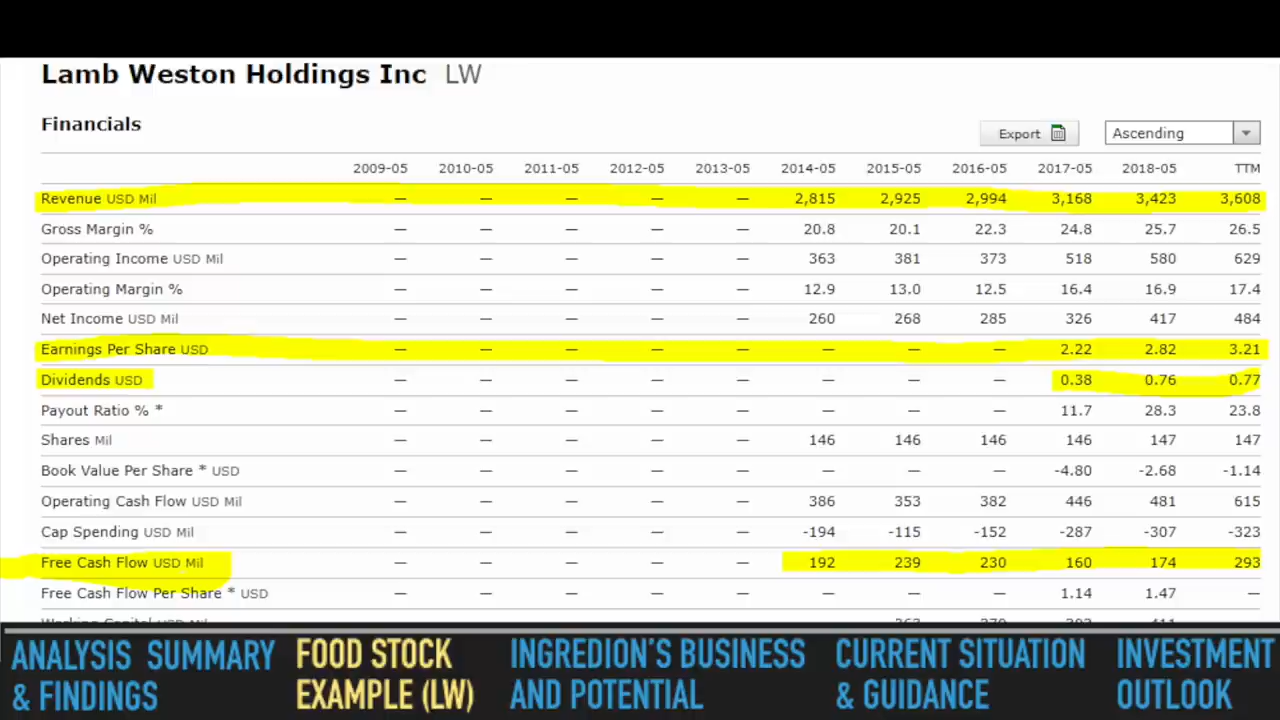 Lamb Weston Holdings Inc LW
Financials
Export Ascending
2009-05 2010-05 2011-05 2012-05 2013-05 2014-05 2015-05 2016-05 2017-05 2018-05 TTM
Revenue USD Mil — — — — — 2,815 2,925 2,994 3,168 3,423 3,608
Gross Margin % — — — — — 20.8 20.1 22.3 24.8 25.7 26.5
Operating Income USD Mil — — — — — 363 381 373 518 580 629
Operating Margin % — — — — — 12.9 13.0 12.5 16.4 16.9 17.4
Net Income USD Mil — — — — — 260 268 285 326 417 484
Earnings Per Share USD — — — — — — — — 2.22 2.82 3.21
Dividends USD — — — — — — — — 0.38 0.76 0.77
Payout Ratio % * — — — — — — — — 11.7 28.3 23.8
Shares Mil — — — — — 146 146 146 146 147 147
Book Value Per Share * USD — — — — — — — — -4.80 -2.68 -1.14
Operating Cash Flow USD Mil — — — — — 386 353 382 446 481 615
Cap Spending USD Mil — — — — — -194 -115 -152 -287 -307 -323
Free Cash Flow USD Mil — — — — — 192 239 230 160 174 293
Free Cash Flow Per Share * USD — — — — — — — — 1.14 1.47 —
Working Capital USD Mil
ANALYSIS SUMMARY & FINDINGS
FOOD STOCK EXAMPLE (LW)
INGREDION'S BUSINESS AND POTENTIAL
CURRENT SITUATION & GUIDANCE
INVESTMENT OUTLOOK